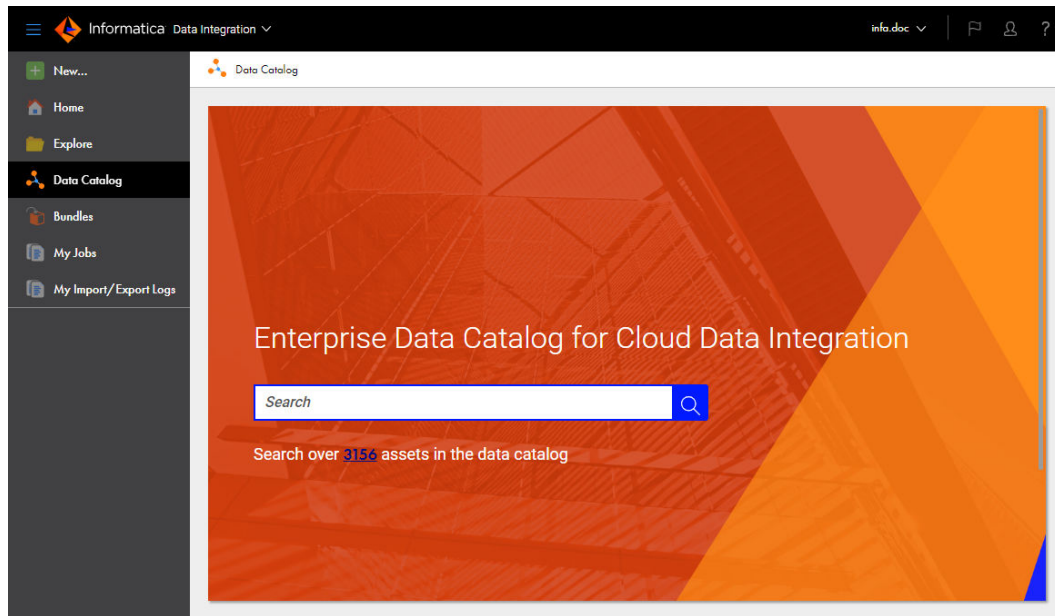 Informatica Data Integration
infa.doc
?
New...
Data Catalog
Home
Explore
Data Catalog
Bundles
My Jobs
My Import/Export Logs
Enterprise Data Catalog for Cloud Data Integration
Search
Search over 3156 assets in the data catalog